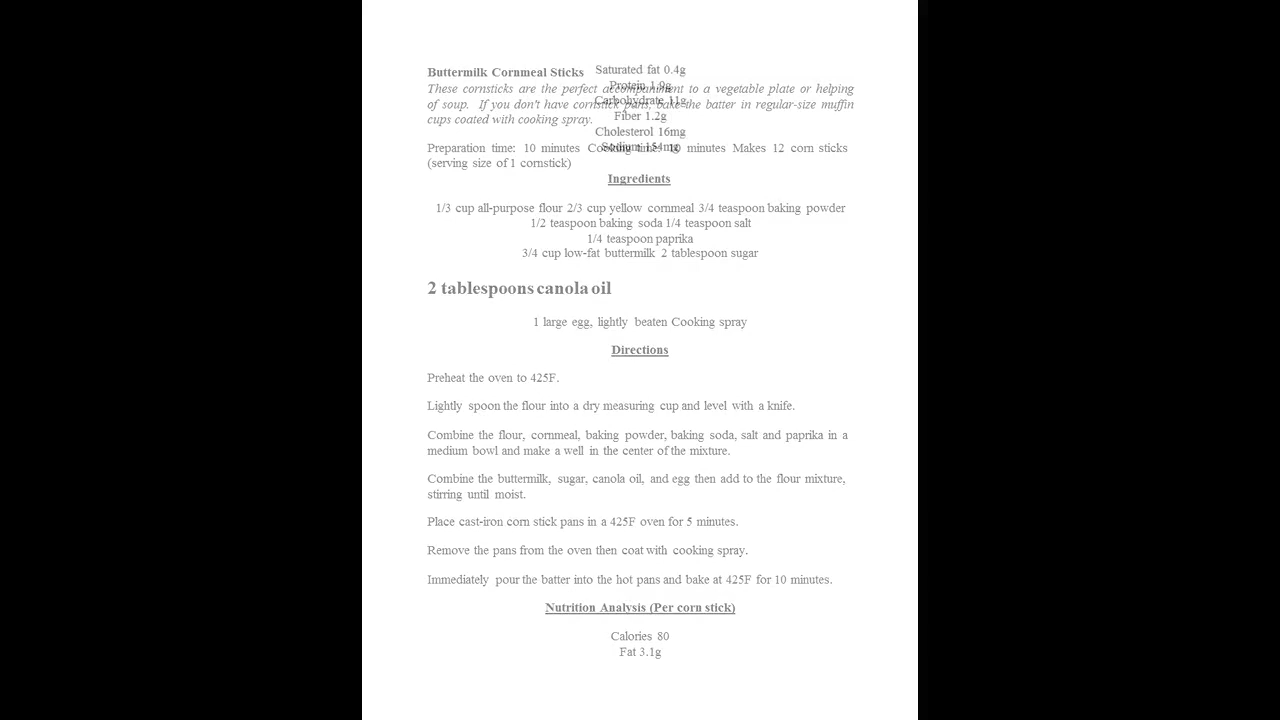 Buttermilk Cornmeal Sticks
These cornsticks are the perfect accompaniment to a vegetable plate or helping
of soup. If you don't have cornstick pans, bake the batter in regular-size muffin
cups coated with cooking spray.
Preparation time: 10 minutes Cooking time: 10 minutes Makes 12 corn sticks
(serving size of 1 cornstick)
Saturated fat 0.4g
Protein 1.9g
Carbohydrate 11g
Fiber 1.2g
Cholesterol 16mg
Sodium 154mg
Ingredients
1/3 cup all-purpose flour 2/3 cup yellow cornmeal 3/4 teaspoon baking powder
1/2 teaspoon baking soda 1/4 teaspoon salt
1/4 teaspoon paprika
3/4 cup low-fat buttermilk 2 tablespoon sugar
2 tablespoons canola oil
1 large egg, lightly beaten Cooking spray
Directions
Preheat the oven to 425F.
Lightly spoon the flour into a dry measuring cup and level with a knife.
Combine the flour, cornmeal, baking powder, baking soda, salt and paprika in a
medium bowl and make a well in the center of the mixture.
Combine the buttermilk, sugar, canola oil, and egg then add to the flour mixture,
stirring until moist.
Place cast-iron corn stick pans in a 425F oven for 5 minutes.
Remove the pans from the oven then coat with cooking spray.
Immediately pour the batter into the hot pans and bake at 425F for 10 minutes.
Nutrition Analysis (Per corn stick)
Calories 80
Fat 3.1g